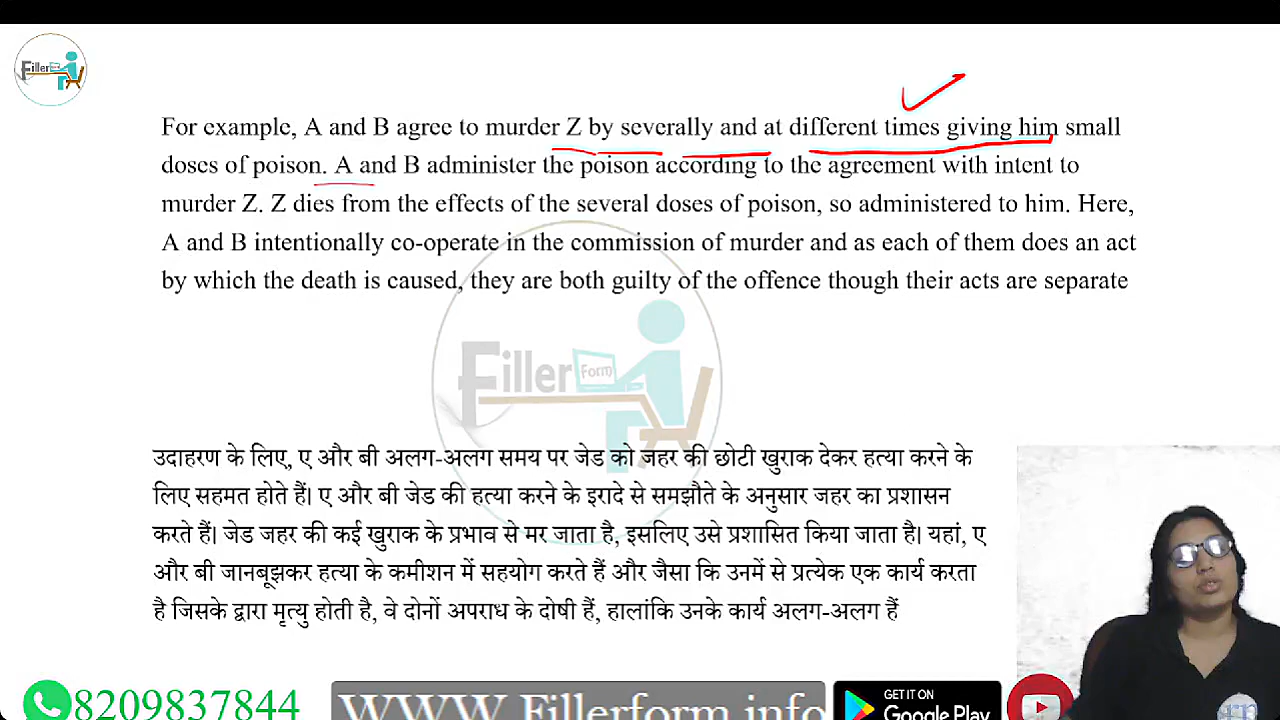 Filler
For example, A and B agree to murder Z by severally and at different times giving him small
doses of poison. A and B administer the poison according to the agreement with intent to
murder Z. Z dies from the effects of the several doses of poison, so administered to him. Here,
A and B intentionally co-operate in the commission of murder and as each of them does an act
by which the death is caused, they are both guilty of the offence though their acts are separate
Filler Form
उदाहरण के लिए, ए और बी अलग-अलग समय पर जेड को जहर की छोटी खुराक देकर हत्या करने के
लिए सहमत होते हैं। ए और बी जेड की हत्या करने के इरादे से समझौते के अनुसार जहर का प्रशासन
करते हैं। जेड जहर की कई खुराक के प्रभाव से मर जाता है, इसलिए उसे प्रशासित किया जाता है। यहां, ए
और बी जानबूझकर हत्या के कमीशन में सहयोग करते हैं और जैसा कि उनमें से प्रत्येक एक कार्य करता
है जिसके द्वारा मृत्यु होती है, वे दोनों अपराध के दोषी हैं, हालांकि उनके कार्य अलग-अलग हैं
8209837844
WWW.Fillerform.info
GET IT ON
Google Play